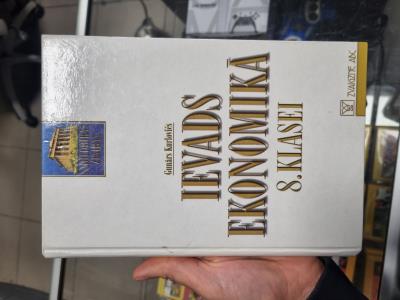 Gunārs Kurlovičs
IEVADS
EKONOMIKĀ
8. KLASEI
ZVAIGZNE ABC